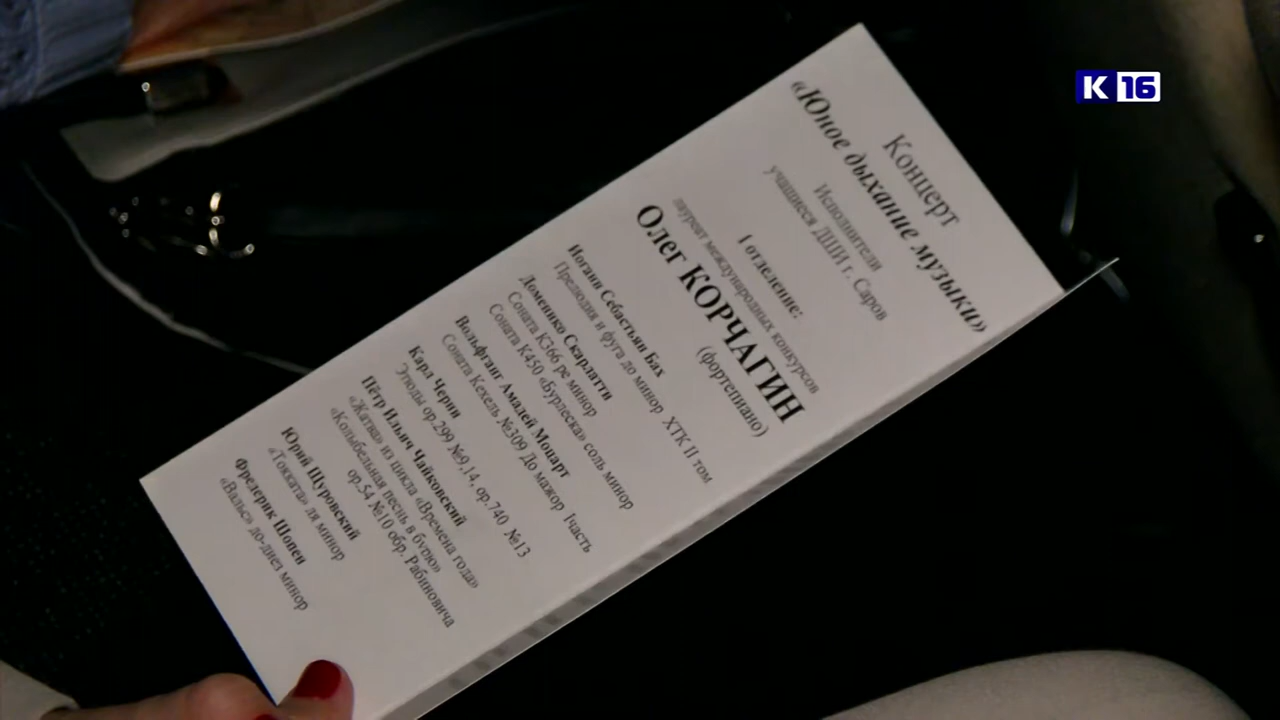 К 16
Концерт
«Юное дыхание музыки»
Исполнители
учащиеся ДШИ г. Саров
I отделение:
лауреат международных конкурсов
Олег КОРЧАГИН
(фортепиано)
Иоганн Себастьян Бах
Прелюдия и фуга до минор ХТК II том
Доменико Скарлатти
Соната К366 ре минор
Соната К450 «Бурлеска» соль минор
Вольфганг Амадей Моцарт
Соната Кехель №309 До мажор 1часть
Карл Черни
Этюды ор.299 №9,14, ор.740 №13
Пётр Ильич Чайковский
«Жатва» из цикла «Времена года»
«Колыбельная песнь в бурю»
ор.54 №10 обр. Рабиновича
Юрий Щуровский
«Токката» ля минор
Фредерик Шопен
«Вальс» до-диез минор